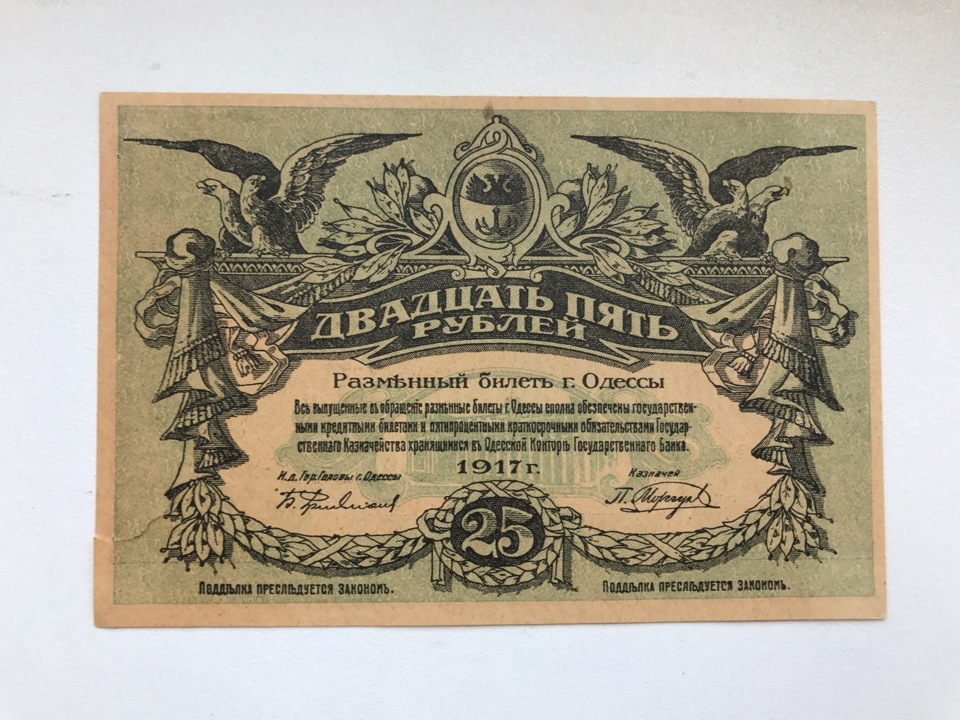 ДВАДЦАТЬ ПЯТЬ
РУБЛЕЙ
Размѣнный билетъ г. Одессы
Всѣ выпущенные въ обращенiе размѣнные билеты г. Одессы вполнѣ обезпечены государствен-
ными кредитными билетами и пятипроцентными краткосрочными обязательствами Государ-
ственнаго Казначейства хранящимися въ Одесской Конторѣ Государственнаго Банка.
1917 г.
И.д. Гор. Головы г. Одессы
Казначей
25
Поддѣлка преслѣдуется закономъ.
Поддѣлка преслѣдуется закономъ.